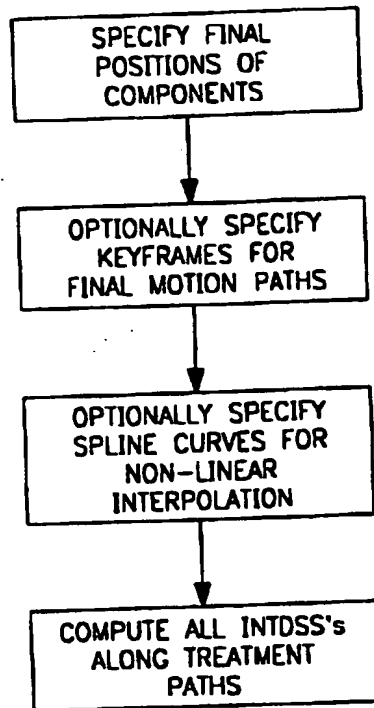 SPECIFY FINAL
POSITIONS OF
COMPONENTS
OPTIONALLY SPECIFY
KEYFRAMES FOR
FINAL MOTION PATHS
OPTIONALLY SPECIFY
SPLINE CURVES FOR
NON-LINEAR
INTERPOLATION
COMPUTE ALL INTDSS's
ALONG TREATMENT
PATHS